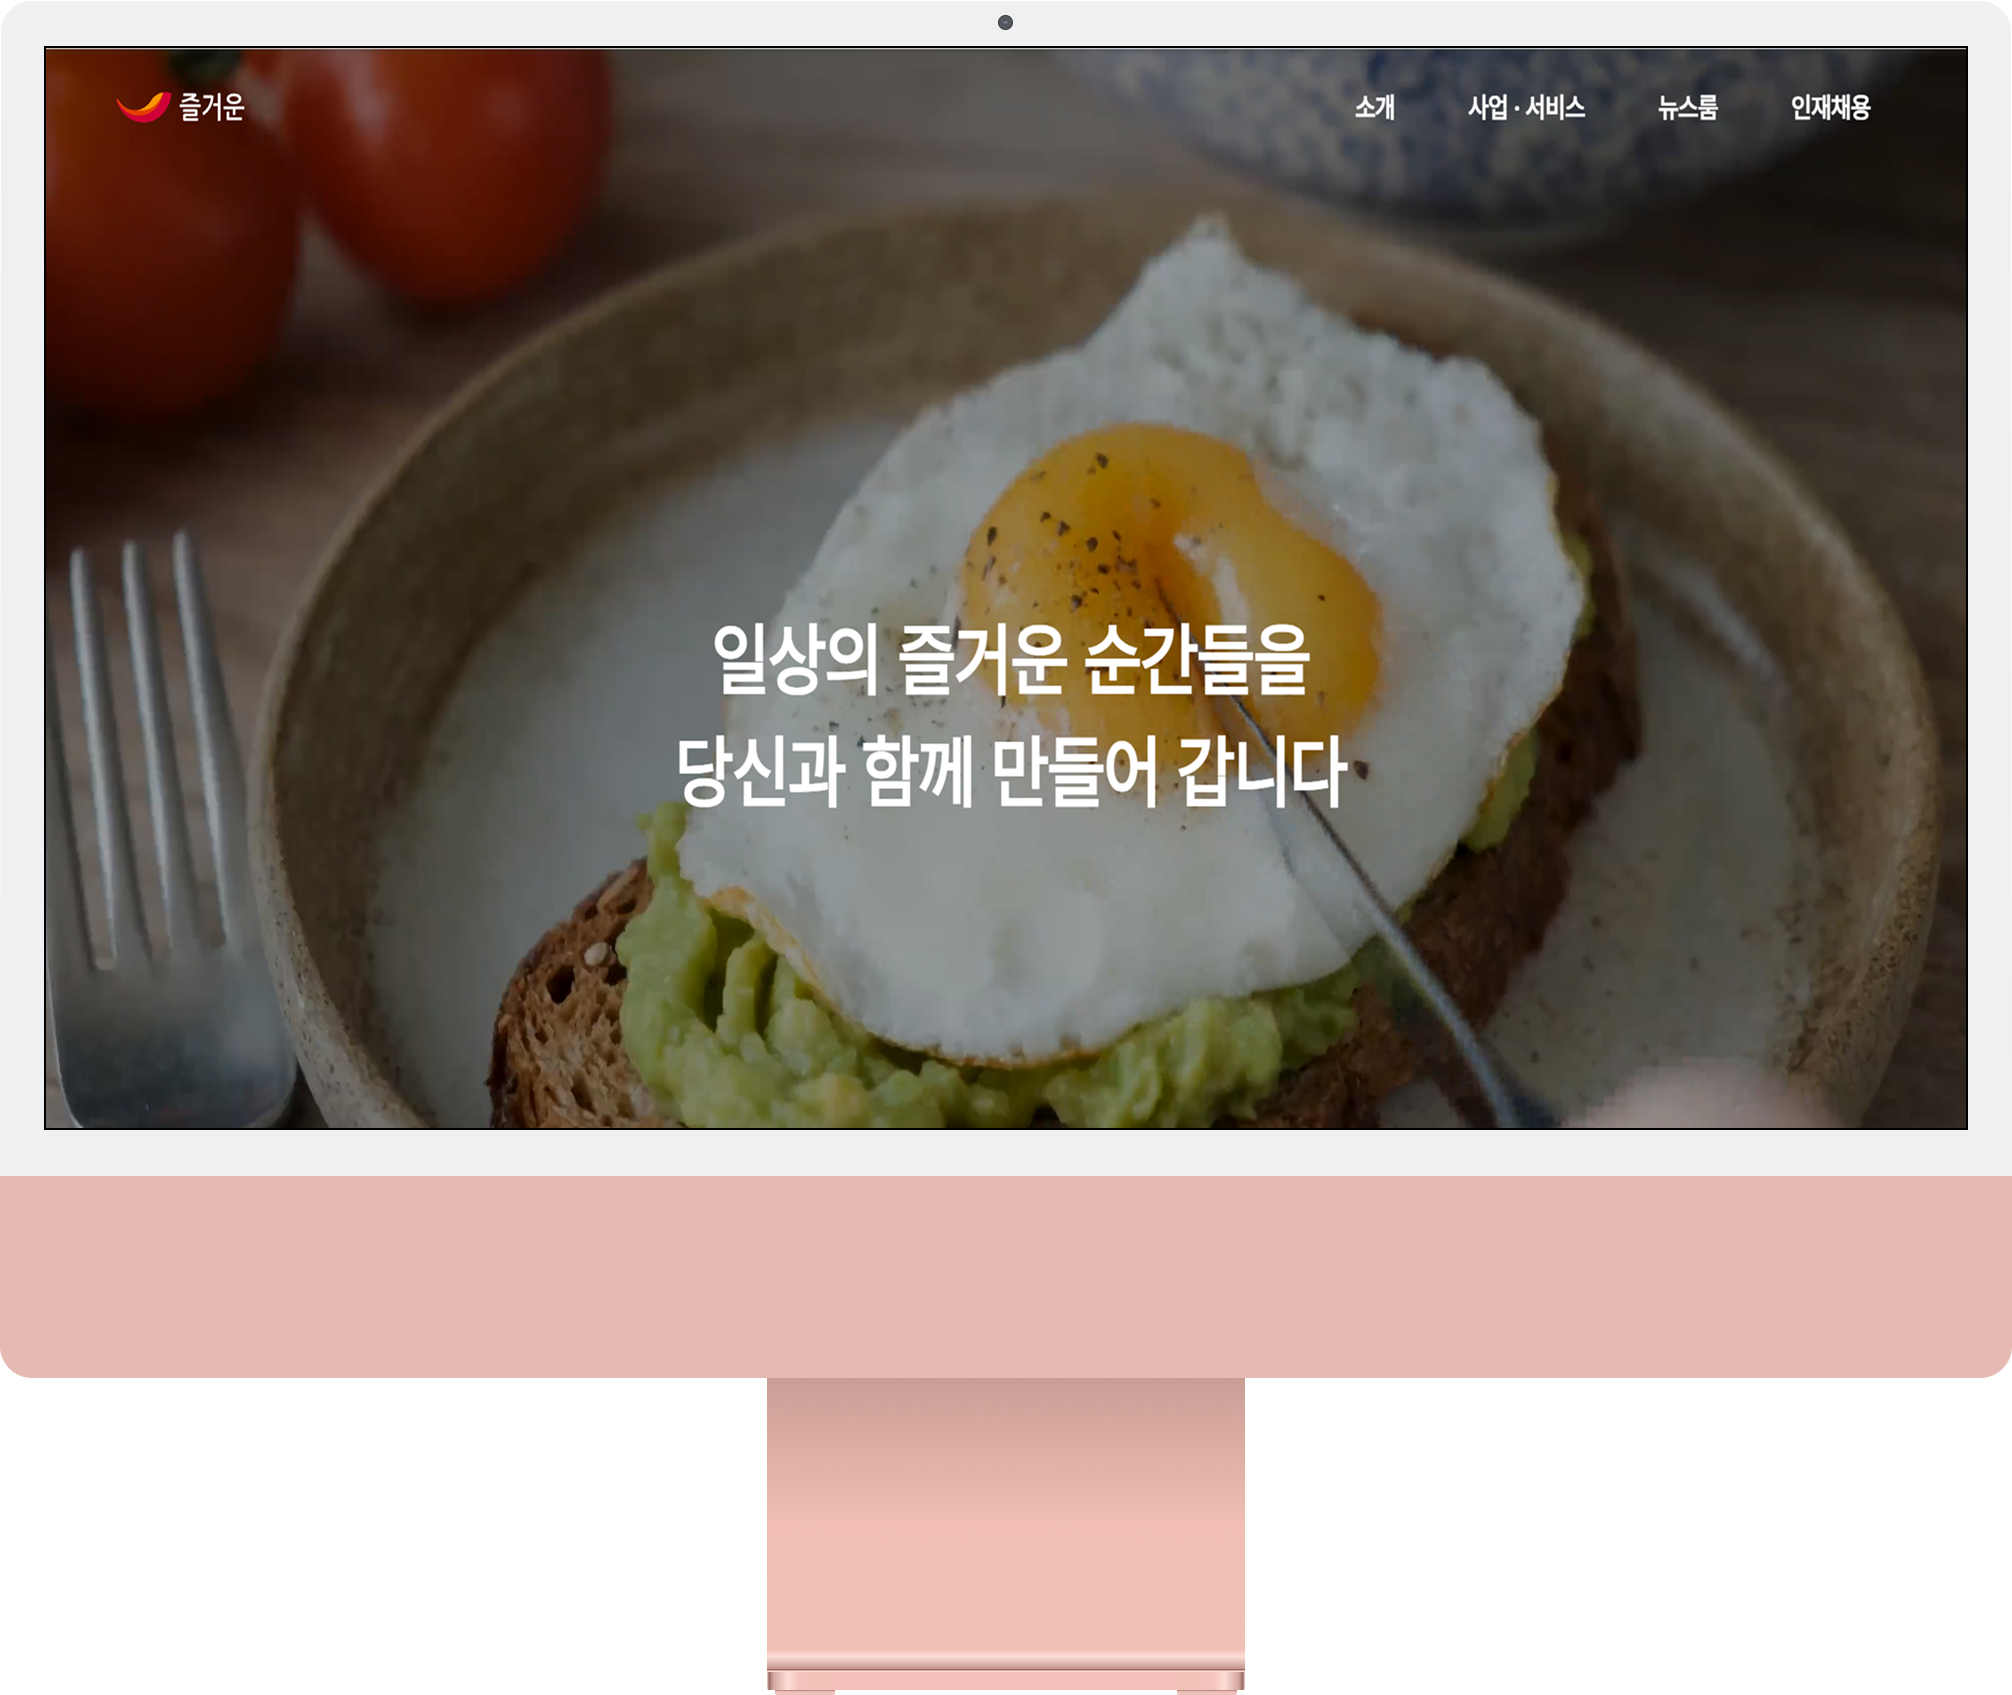 즐거운
소개 사업 · 서비스 뉴스룸 인재채용
일상의 즐거운 순간들을
당신과 함께 만들어 갑니다